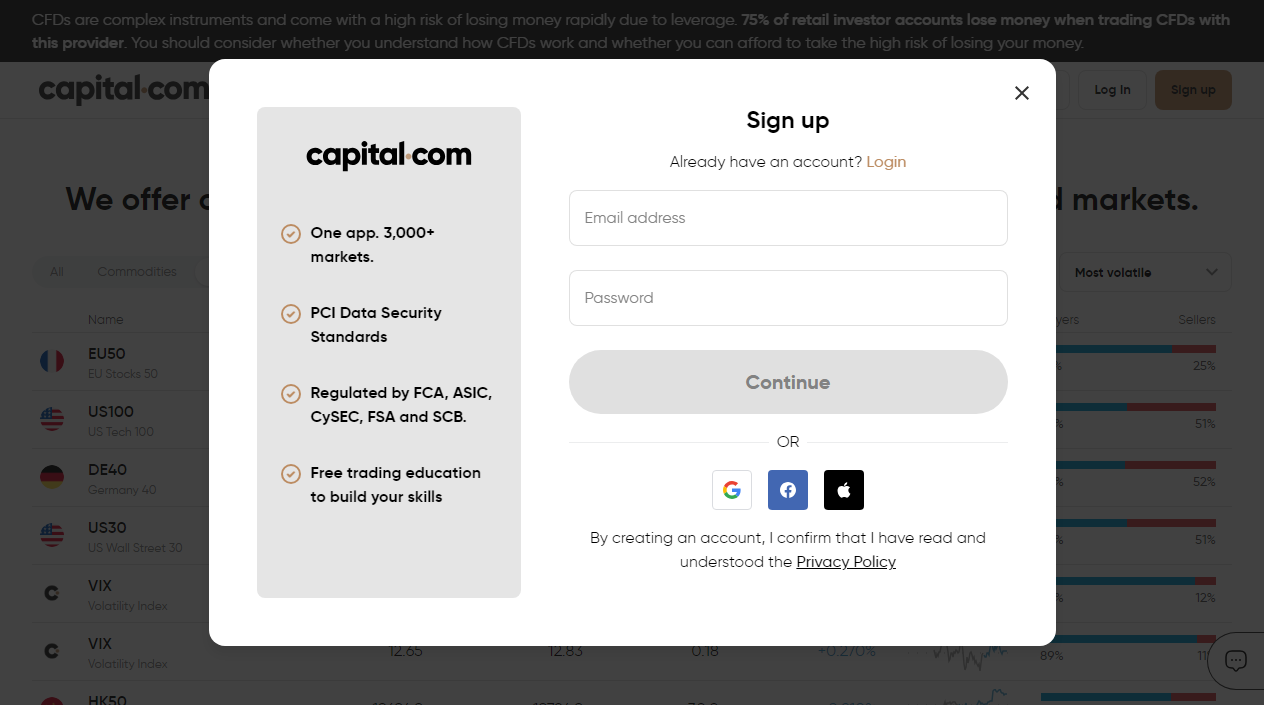 CFDs are complex instruments and come with a high risk of losing money rapidly due to leverage. 75% of retail investor accounts lose money when trading CFDs with
this provider. You should consider whether you understand how CFDs work and whether you can afford to take the high risk of losing your money.
capital.com
Log In
Sign up
We offer
markets.
All
Commodities
Most volatile
Name
Sellers
EU50
EU Stocks 50
25%
US100
US Tech 100
51%
DE40
Germany 40
52%
US30
US Wall Street 30
51%
VIX
Volatility Index
12%
VIX
Volatility Index
12.65
12.83
0.18
+0.270%
89%
HK50
capital.com
One app. 3,000+
markets.
PCI Data Security
Standards
Regulated by FCA, ASIC,
CySEC, FSA and SCB.
Free trading education
to build your skills
Sign up
Already have an account? Login
Email address
Password
Continue
OR
By creating an account, I confirm that I have read and
understood the Privacy Policy